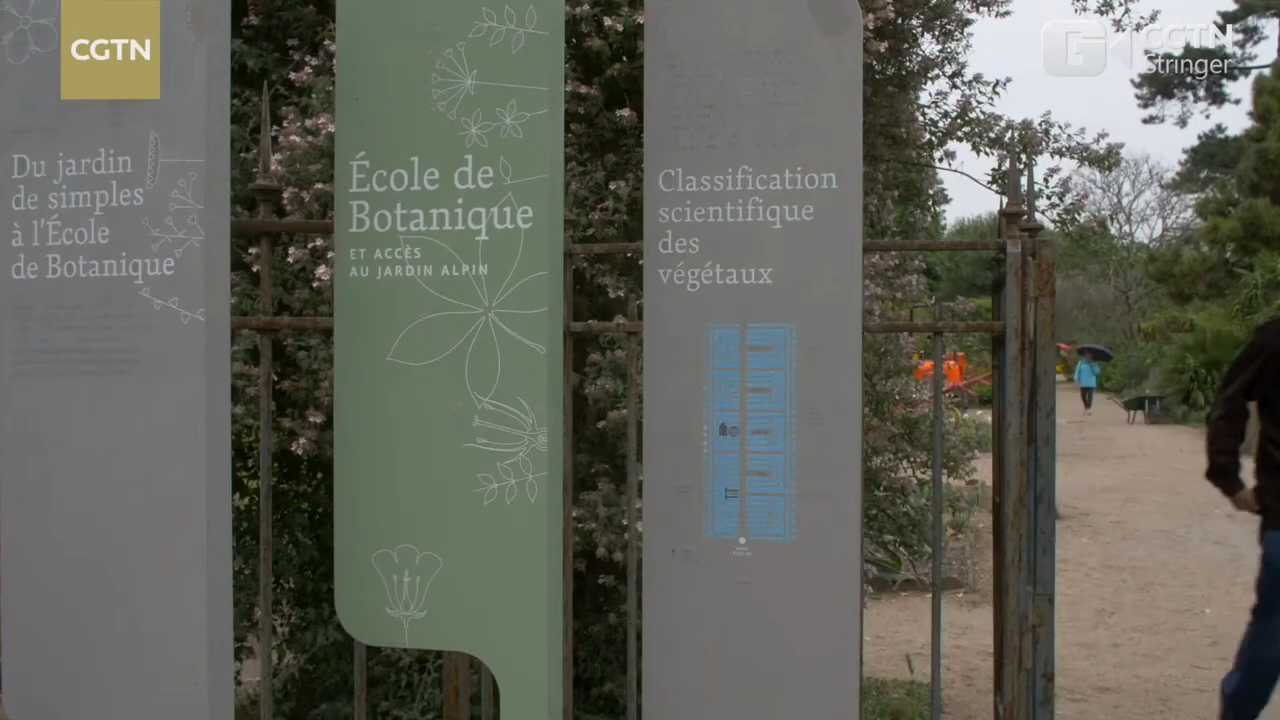 CGTN
CGTN
Stringer
Du jardin
de simples
à l'École
de Botanique
École de
Botanique
ET ACCÈS
AU JARDIN ALPIN
Classification
scientifique
des
végétaux